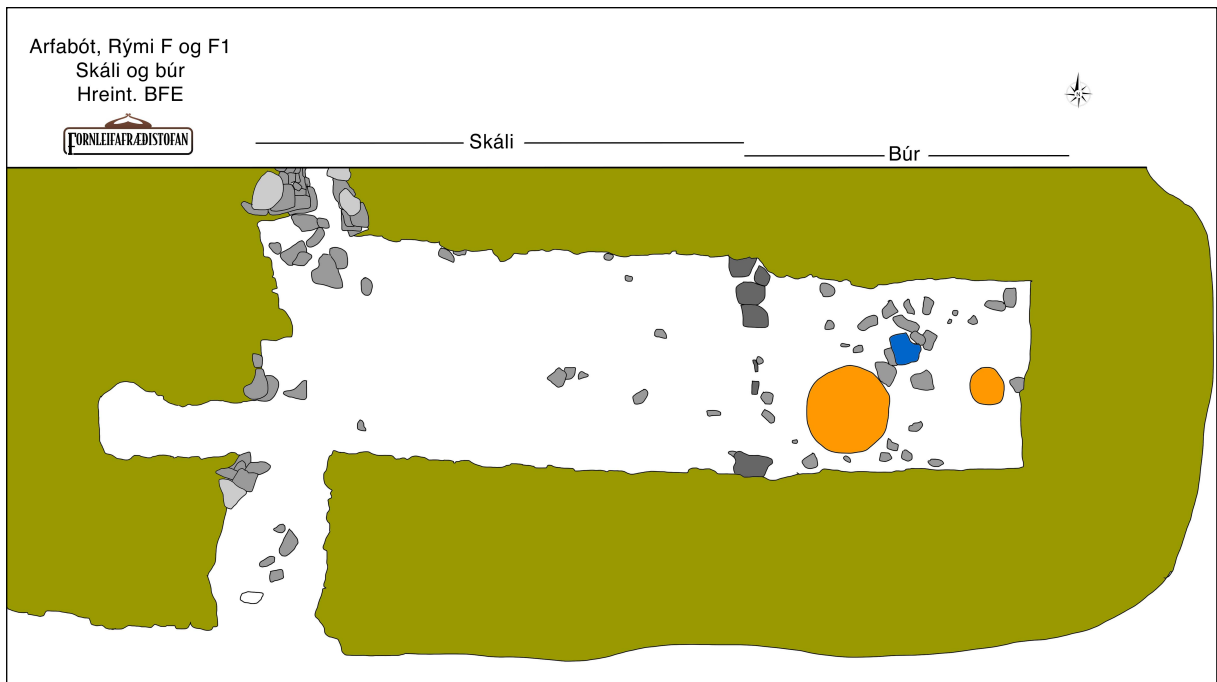 Arfabót, Rými F og F1
Skáli og búr
Hreint. BFE
FORNLEIFAFRÆÐISTOFAN
Skáli
Búr
N